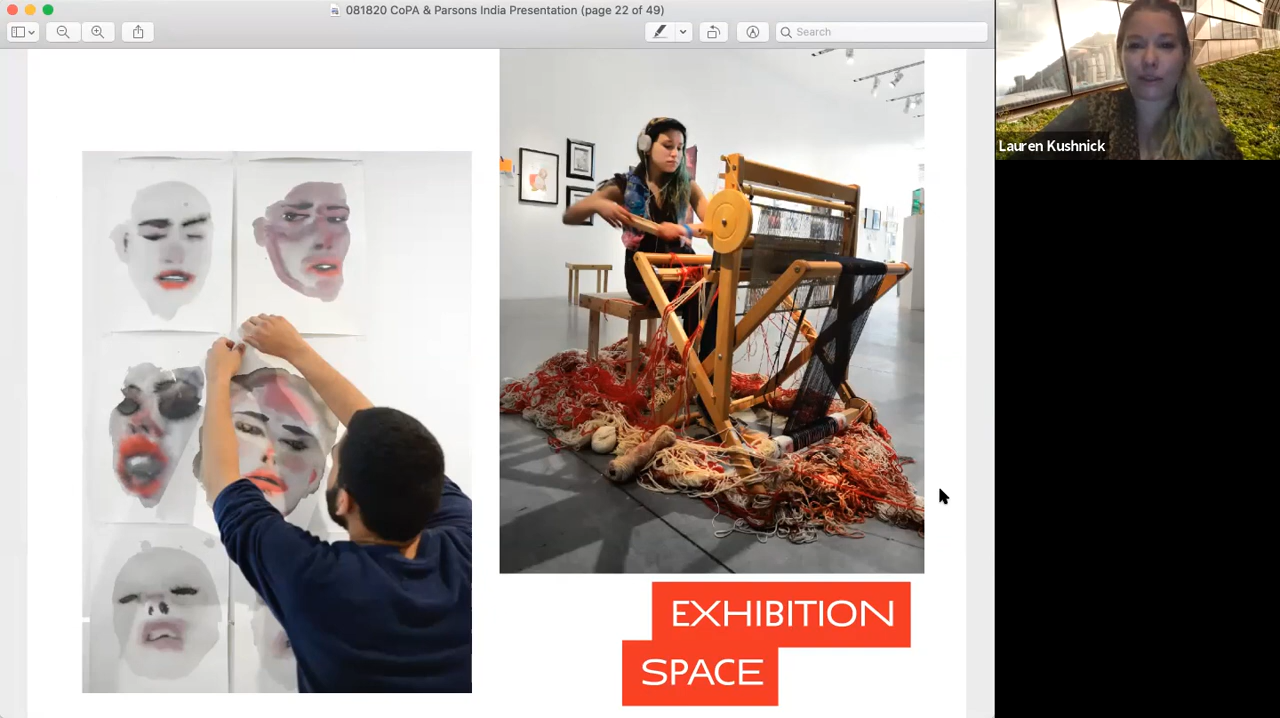 081820 CoPA & Parsons India Presentation (page 22 of 49)
Search
Lauren Kushnick
EXHIBITION
SPACE